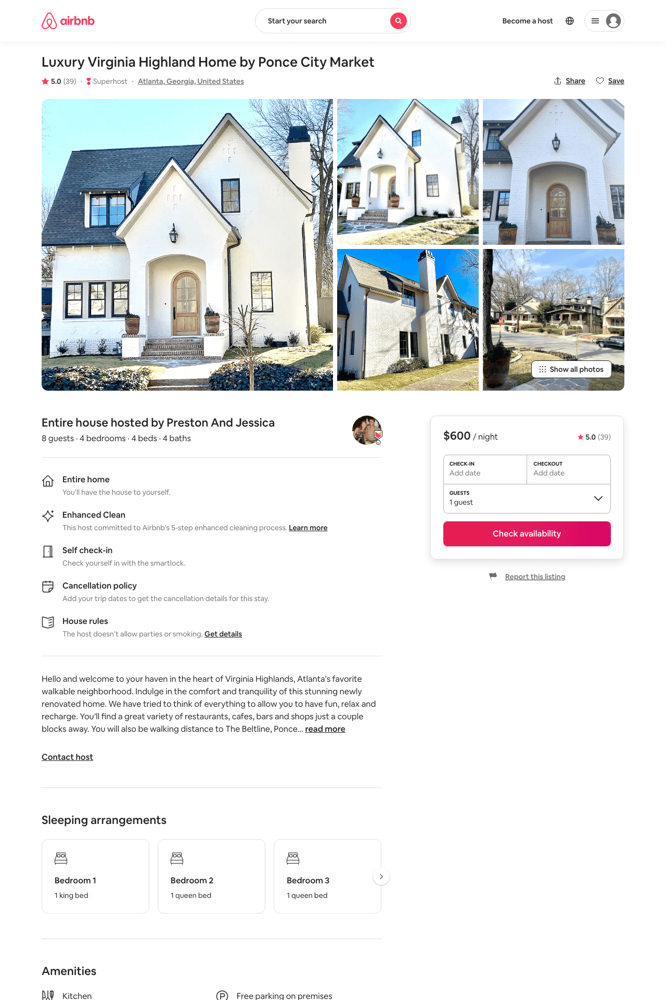 airbnb
Start your search
Become a host
Luxury Virginia Highland Home by Ponce City Market
5.0 (39) · Superhost · Atlanta, Georgia, United States
Share
Save
Show all photos
Entire house hosted by Preston And Jessica
8 guests · 4 bedrooms · 4 beds · 4 baths
Entire home
You’ll have the house to yourself.
Enhanced Clean
This host committed to Airbnb's 5-step enhanced cleaning process. Learn more
Self check-in
Check yourself in with the smartlock.
Cancellation policy
Add your trip dates to get the cancellation details for this stay.
House rules
The host doesn’t allow parties or smoking. Get details
$600 / night
5.0 (39)
CHECK-IN
Add date
CHECKOUT
Add date
GUESTS
1 guest
Check availability
Report this listing
Hello and welcome to your haven in the heart of Virginia Highlands, Atlanta’s favorite
walkable neighborhood. Indulge in the comfort and tranquility of this stunning newly
renovated home. We have tried to think of everything to allow you to have fun, relax and
recharge. You’ll find a great variety of restaurants, cafes, bars and shops just a couple
blocks away. You will also be walking distance to The Beltline, Ponce... read more
Contact host
Sleeping arrangements
Bedroom 1
1 king bed
Bedroom 2
1 queen bed
Bedroom 3
1 queen bed
Amenities
Kitchen
Free parking on premises